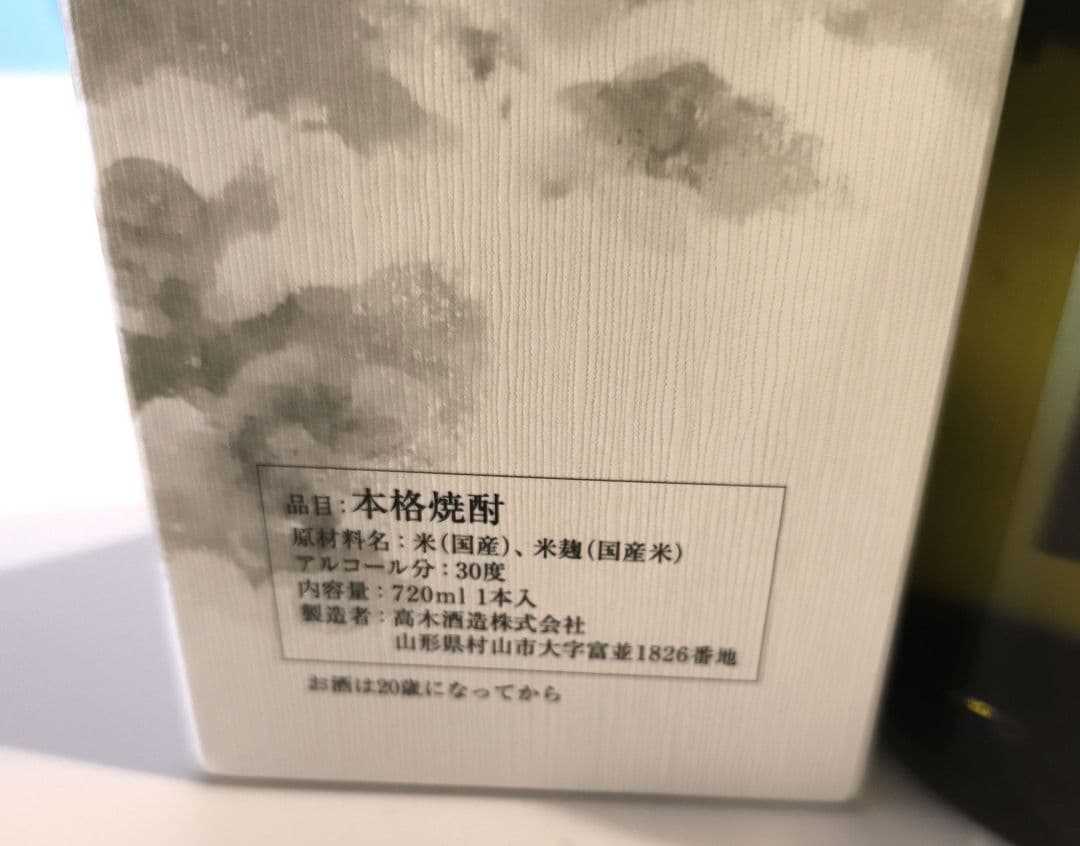 品目：本格焼酎
原材料名：米（国産）、米麹（国産米）
アルコール分：30度
内容量：720ml 1本入
製造者：高木酒造株式会社
山形県村山市大字富並1826番地
お酒は20歳になってから